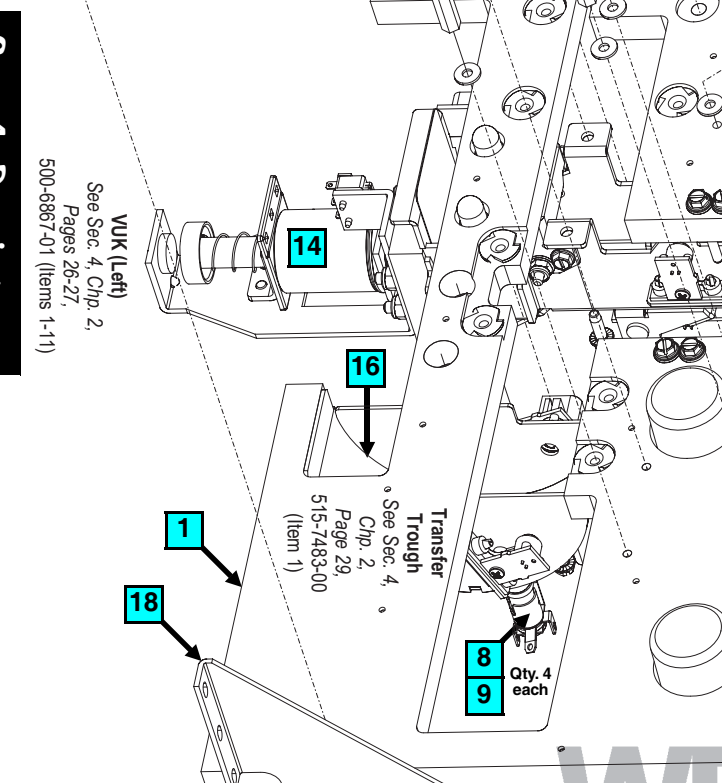 VUK (Left)
See Sec. 4, Chp. 2,
Pages 26-27,
500-6867-01 (Items 1-11)
14
16
Transfer
Trough
See Sec. 4,
Chp. 2,
Page 29,
515-7483-00
(Item 1)
1
18
8
9
Qty. 4
each